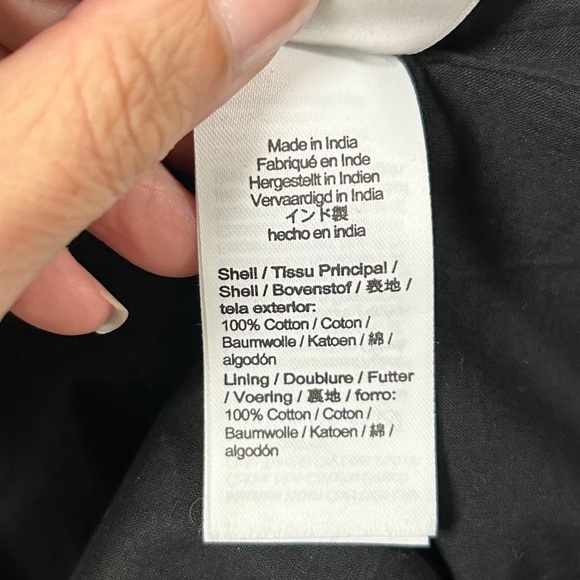 Made in India
Fabriqué en Inde
Hergestellt in Indien
Vervaardigd in India
インド製
hecho en india
Shell / Tissu Principal /
Shell / Bovenstof / 表地 /
tela exterior:
100% Cotton / Coton /
Baumwolle / Katoen / 綿 /
algodón
Lining / Doublure / Futter
/ Voering / 裏地 / forro:
100% Cotton / Coton /
Baumwolle / Katoen / 綿 /
algodón